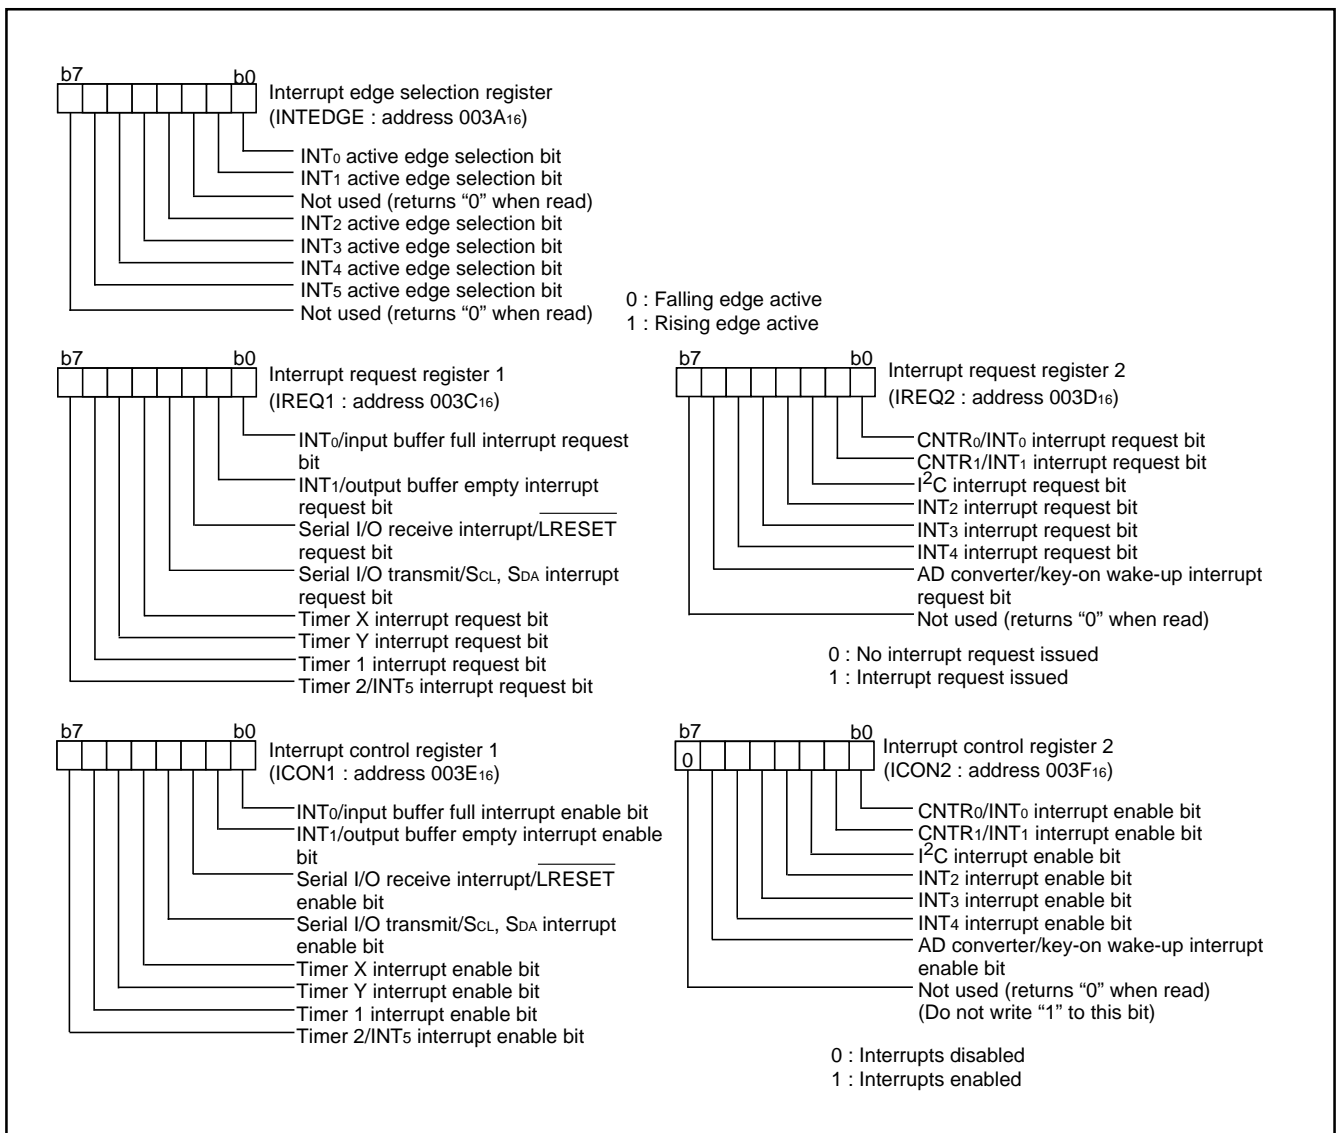 b7 b0
Interrupt edge selection register
(INTEDGE : address 003A16)
INT0 active edge selection bit
INT1 active edge selection bit
Not used (returns “0” when read)
INT2 active edge selection bit
INT3 active edge selection bit
INT4 active edge selection bit
INT5 active edge selection bit
Not used (returns “0” when read)
0 : Falling edge active
1 : Rising edge active
b7 b0
Interrupt request register 1
(IREQ1 : address 003C16)
INT0/input buffer full interrupt request
bit
INT1/output buffer empty interrupt
request bit
Serial I/O receive interrupt/LRESET
request bit
Serial I/O transmit/SCL, SDA interrupt
request bit
Timer X interrupt request bit
Timer Y interrupt request bit
Timer 1 interrupt request bit
Timer 2/INT5 interrupt request bit
b7 b0
Interrupt request register 2
(IREQ2 : address 003D16)
CNTR0/INT0 interrupt request bit
CNTR1/INT1 interrupt request bit
I2C interrupt request bit
INT2 interrupt request bit
INT3 interrupt request bit
INT4 interrupt request bit
AD converter/key-on wake-up interrupt
request bit
Not used (returns “0” when read)
0 : No interrupt request issued
1 : Interrupt request issued
b7 b0
Interrupt control register 1
(ICON1 : address 003E16)
INT0/input buffer full interrupt enable bit
INT1/output buffer empty interrupt enable
bit
Serial I/O receive interrupt/LRESET
enable bit
Serial I/O transmit/SCL, SDA interrupt
enable bit
Timer X interrupt enable bit
Timer Y interrupt enable bit
Timer 1 interrupt enable bit
Timer 2/INT5 interrupt enable bit
b7 b0
0
Interrupt control register 2
(ICON2 : address 003F16)
CNTR0/INT0 interrupt enable bit
CNTR1/INT1 interrupt enable bit
I2C interrupt enable bit
INT2 interrupt enable bit
INT3 interrupt enable bit
INT4 interrupt enable bit
AD converter/key-on wake-up interrupt
enable bit
Not used (returns “0” when read)
(Do not write “1” to this bit)
0 : Interrupts disabled
1 : Interrupts enabled